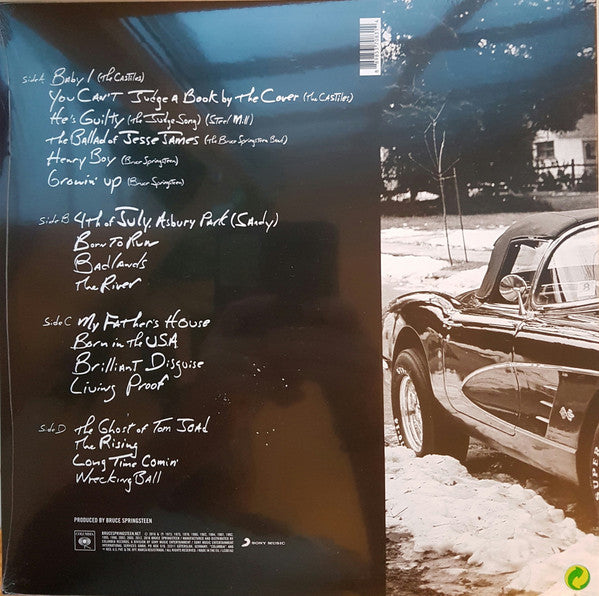 Side A Baby I (The Castiles)
You Can't Judge a Book by The Cover (The Castiles)
He's Guilty (The Judge Song) (Steel Mill)
The Ballad of Jesse James (The Bruce Springsteen Band)
Henry Boy (Bruce Springsteen)
Growin' up (Bruce Springsteen)
Side B 4th of July, Asbury Park (Sandy)
Born To Run
Badlands
The River
Side C My Father's House
Born in the USA
Brilliant Disguise
Living Proof
Side D The Ghost of Tom Joad
The Rising
Long Time Comin'
Wrecking Ball
PRODUCED BY BRUCE SPRINGSTEEN
COLUMBIA
BRUCESPRINGSTEEN.NET
SONY MUSIC
SUPER